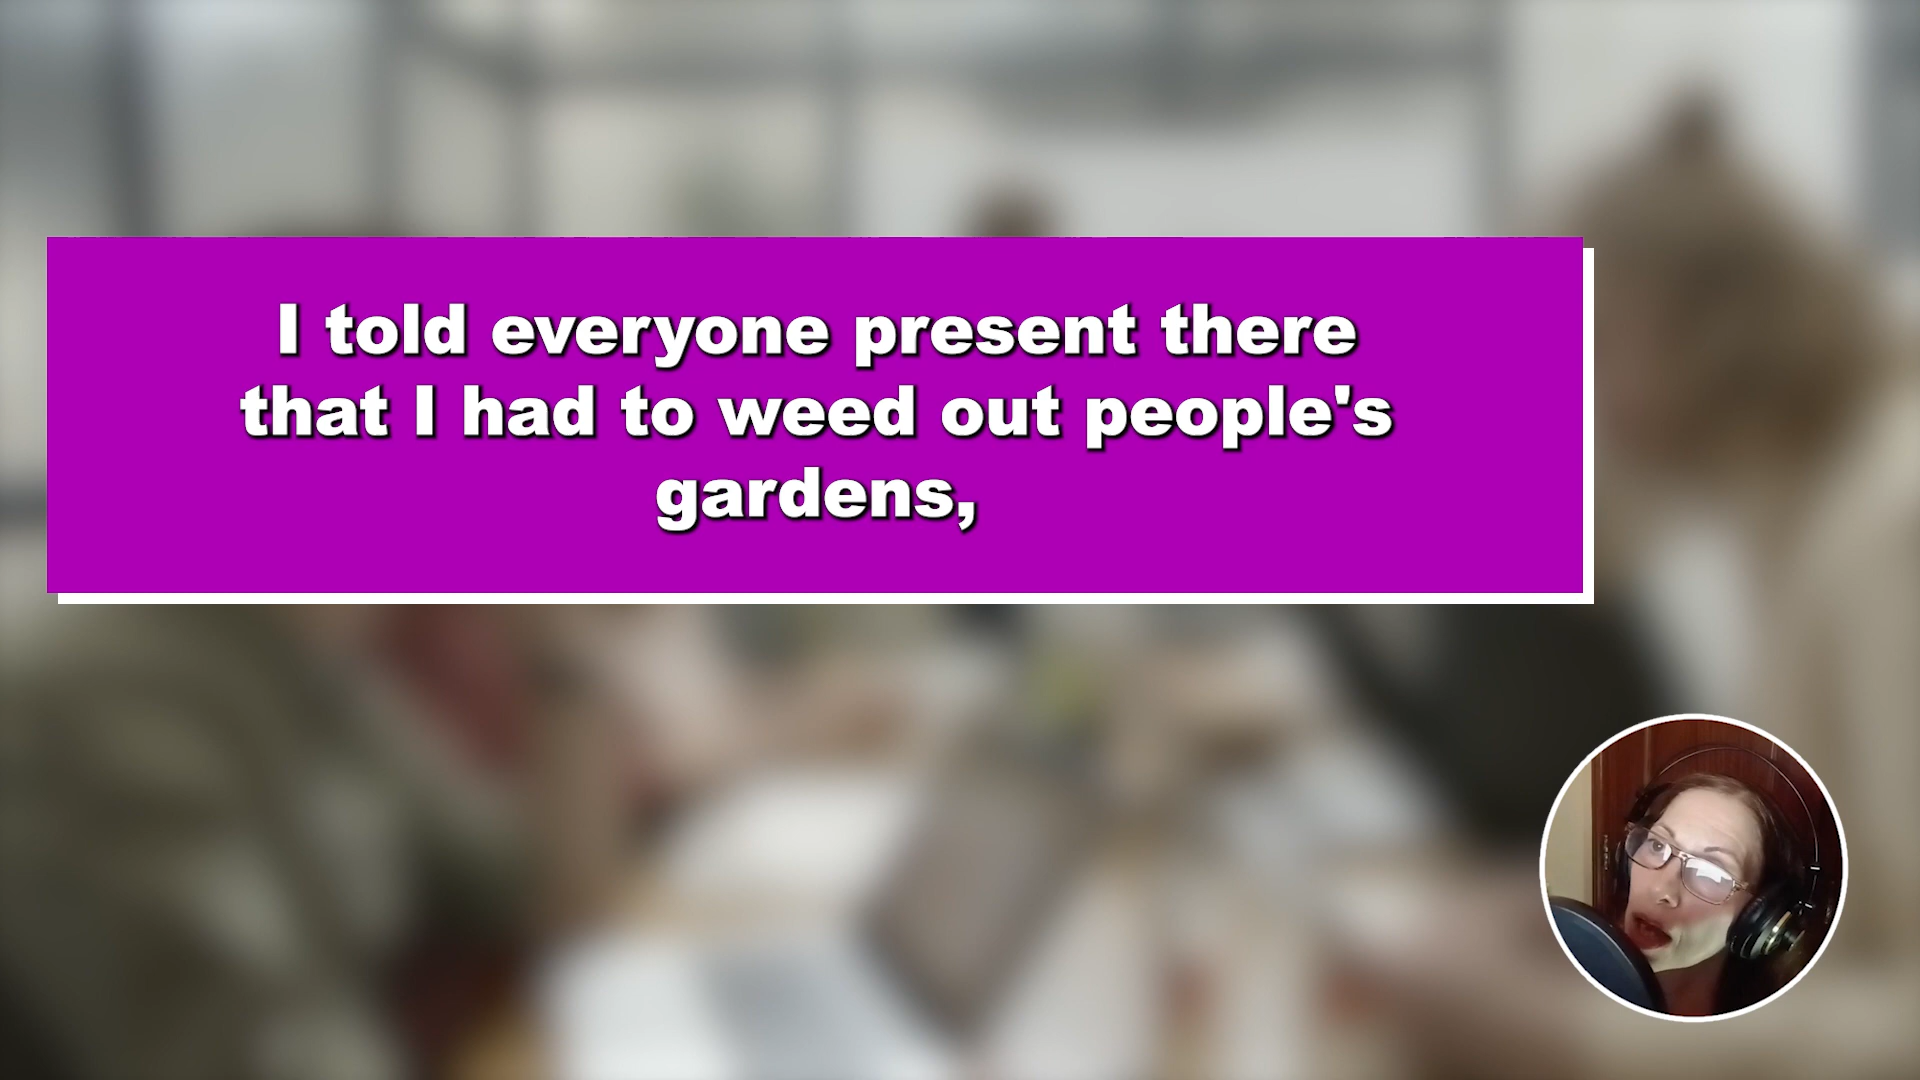 I told everyone present there
that I had to weed out people's
gardens,